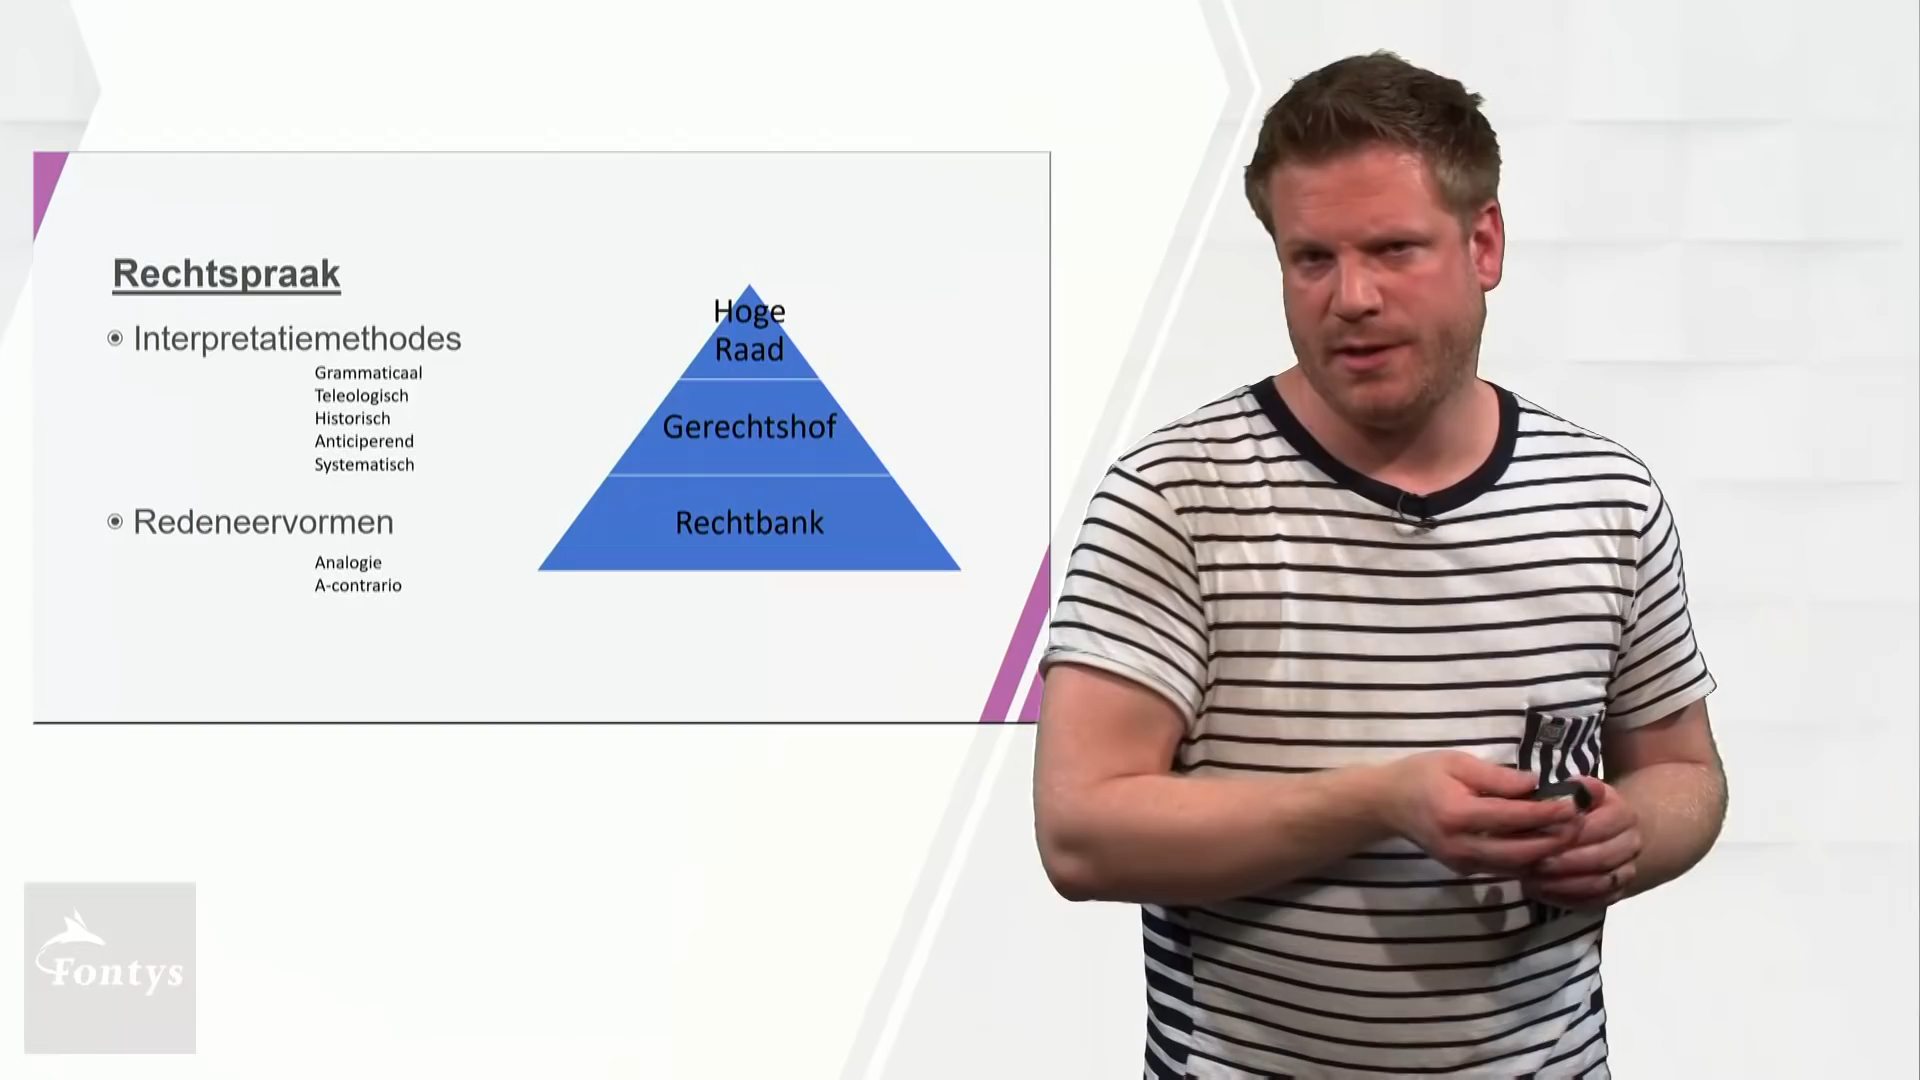 Rechtspraak
Interpretatiemethodes
Grammaticaal
Teleologisch
Historisch
Anticiperend
Systematisch
Redeneervormen
Analogie
A-contrario
Hoge
Raad
Gerechtshof
Rechtbank
Fontys